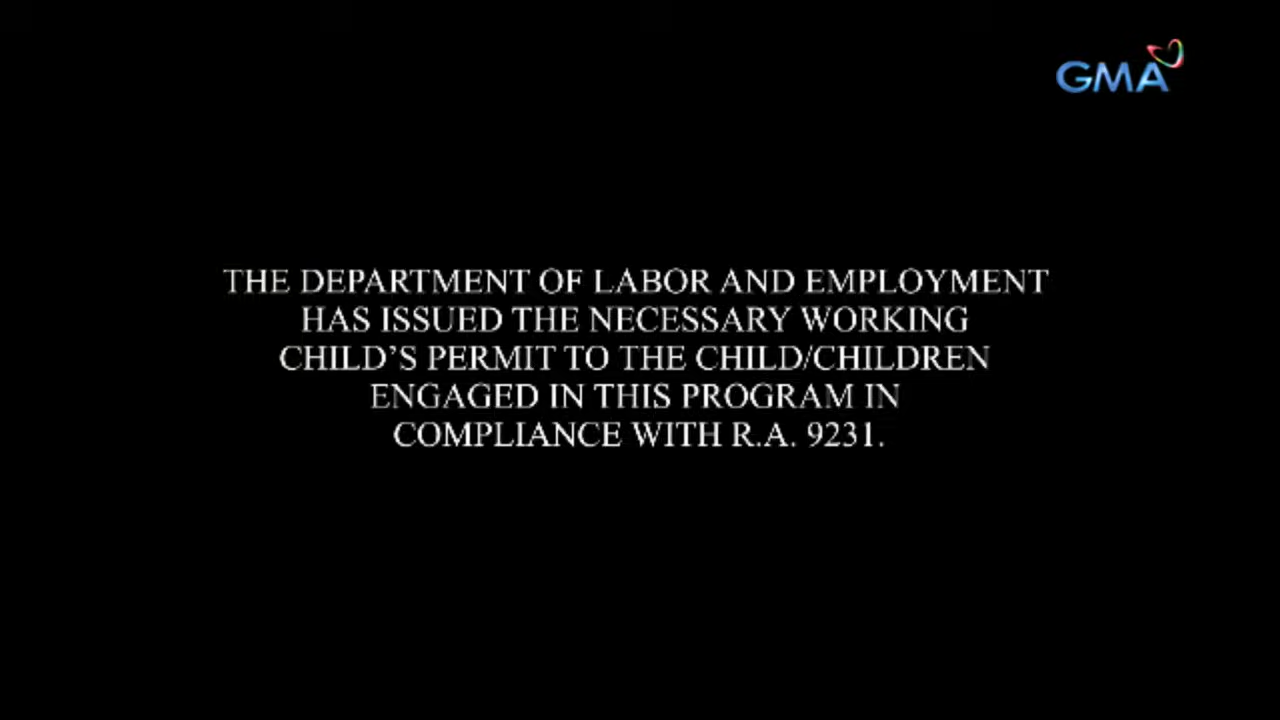 GMA
THE DEPARTMENT OF LABOR AND EMPLOYMENT
HAS ISSUED THE NECESSARY WORKING
CHILD’S PERMIT TO THE CHILD/CHILDREN
ENGAGED IN THIS PROGRAM IN
COMPLIANCE WITH R.A. 9231.